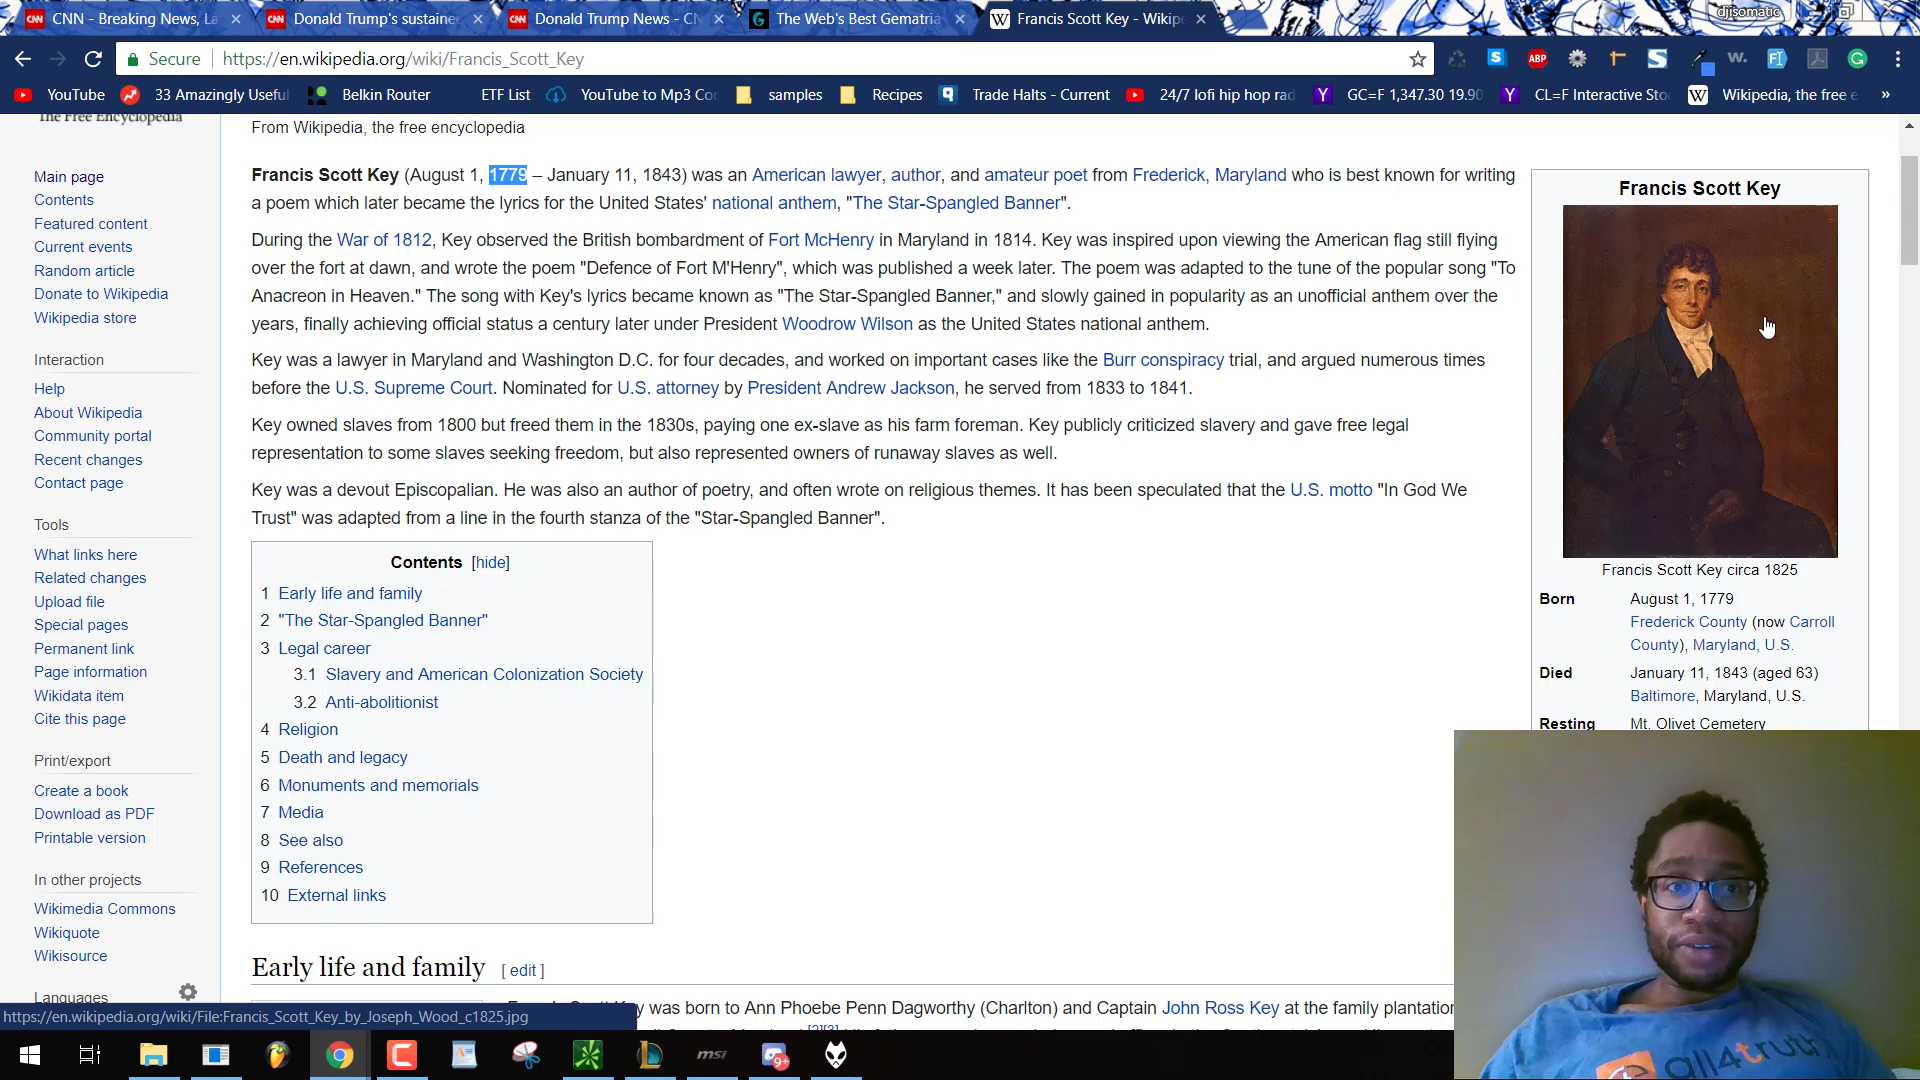 CNN - Breaking News, La
Donald Trump's sustaine
Donald Trump News - CN
The Web's Best Gematria
Francis Scott Key - Wikipe
djisomatic
Secure
https://en.wikipedia.org/wiki/Francis_Scott_Key
YouTube
33 Amazingly Useful
Belkin Router
ETF List
YouTube to Mp3 Co
samples
Recipes
Trade Halts - Current
24/7 lofi hip hop rad
GC=F 1,347.30 19.90
CL=F Interactive Sto
Wikipedia, the free e
The Free Encyclopedia
From Wikipedia, the free encyclopedia
Francis Scott Key (August 1, 1779 – January 11, 1843) was an American lawyer, author, and amateur poet from Frederick, Maryland who is best known for writing
a poem which later became the lyrics for the United States' national anthem, "The Star-Spangled Banner".
During the War of 1812, Key observed the British bombardment of Fort McHenry in Maryland in 1814. Key was inspired upon viewing the American flag still flying
over the fort at dawn, and wrote the poem "Defence of Fort M'Henry", which was published a week later. The poem was adapted to the tune of the popular song "To
Anacreon in Heaven." The song with Key's lyrics became known as "The Star-Spangled Banner," and slowly gained in popularity as an unofficial anthem over the
years, finally achieving official status a century later under President Woodrow Wilson as the United States national anthem.
Key was a lawyer in Maryland and Washington D.C. for four decades, and worked on important cases like the Burr conspiracy trial, and argued numerous times
before the U.S. Supreme Court. Nominated for U.S. attorney by President Andrew Jackson, he served from 1833 to 1841.
Key owned slaves from 1800 but freed them in the 1830s, paying one ex-slave as his farm foreman. Key publicly criticized slavery and gave free legal
representation to some slaves seeking freedom, but also represented owners of runaway slaves as well.
Key was a devout Episcopalian. He was also an author of poetry, and often wrote on religious themes. It has been speculated that the U.S. motto "In God We
Trust" was adapted from a line in the fourth stanza of the "Star-Spangled Banner".
Main page
Contents
Featured content
Current events
Random article
Donate to Wikipedia
Wikipedia store
Interaction
Help
About Wikipedia
Community portal
Recent changes
Contact page
Tools
What links here
Related changes
Upload file
Special pages
Permanent link
Page information
Wikidata item
Cite this page
Print/export
Create a book
Download as PDF
Printable version
In other projects
Wikimedia Commons
Wikiquote
Wikisource
Languages
Contents [hide]
1 Early life and family
2 "The Star-Spangled Banner"
3 Legal career
3.1 Slavery and American Colonization Society
3.2 Anti-abolitionist
4 Religion
5 Death and legacy
6 Monuments and memorials
7 Media
8 See also
9 References
10 External links
Francis Scott Key
Francis Scott Key circa 1825
Born August 1, 1779
Frederick County (now Carroll
County), Maryland, U.S.
Died January 11, 1843 (aged 63)
Baltimore, Maryland, U.S.
Resting Mt. Olivet Cemetery
Early life and family [ edit ]
was born to Ann Phoebe Penn Dagworthy (Charlton) and Captain John Ross Key at the family plantation
https://en.wikipedia.org/wiki/File:Francis_Scott_Key_by_Joseph_Wood_c1825.jpg
msi
9+
all4truth